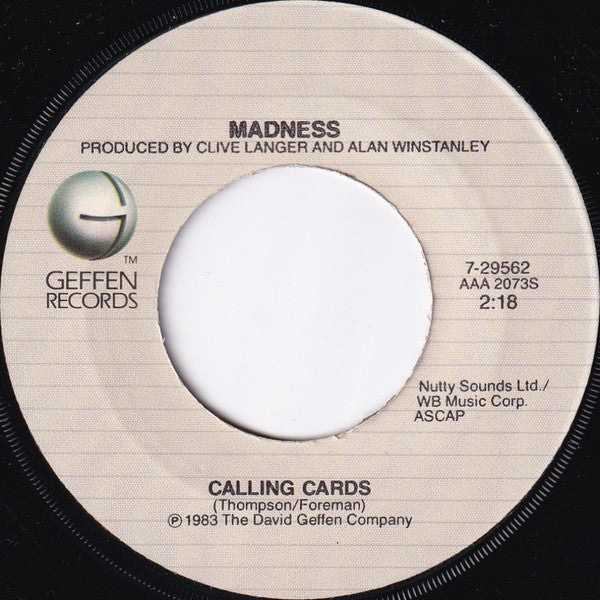 MADNESS
PRODUCED BY CLIVE LANGER AND ALAN WINSTANLEY
G
TM
GEFFEN
RECORDS
7-29562
AAA 2073S
2:18
Nutty Sounds Ltd./
WB Music Corp.
ASCAP
CALLING CARDS
(Thompson/Foreman)
Ⓟ 1983 The David Geffen Company